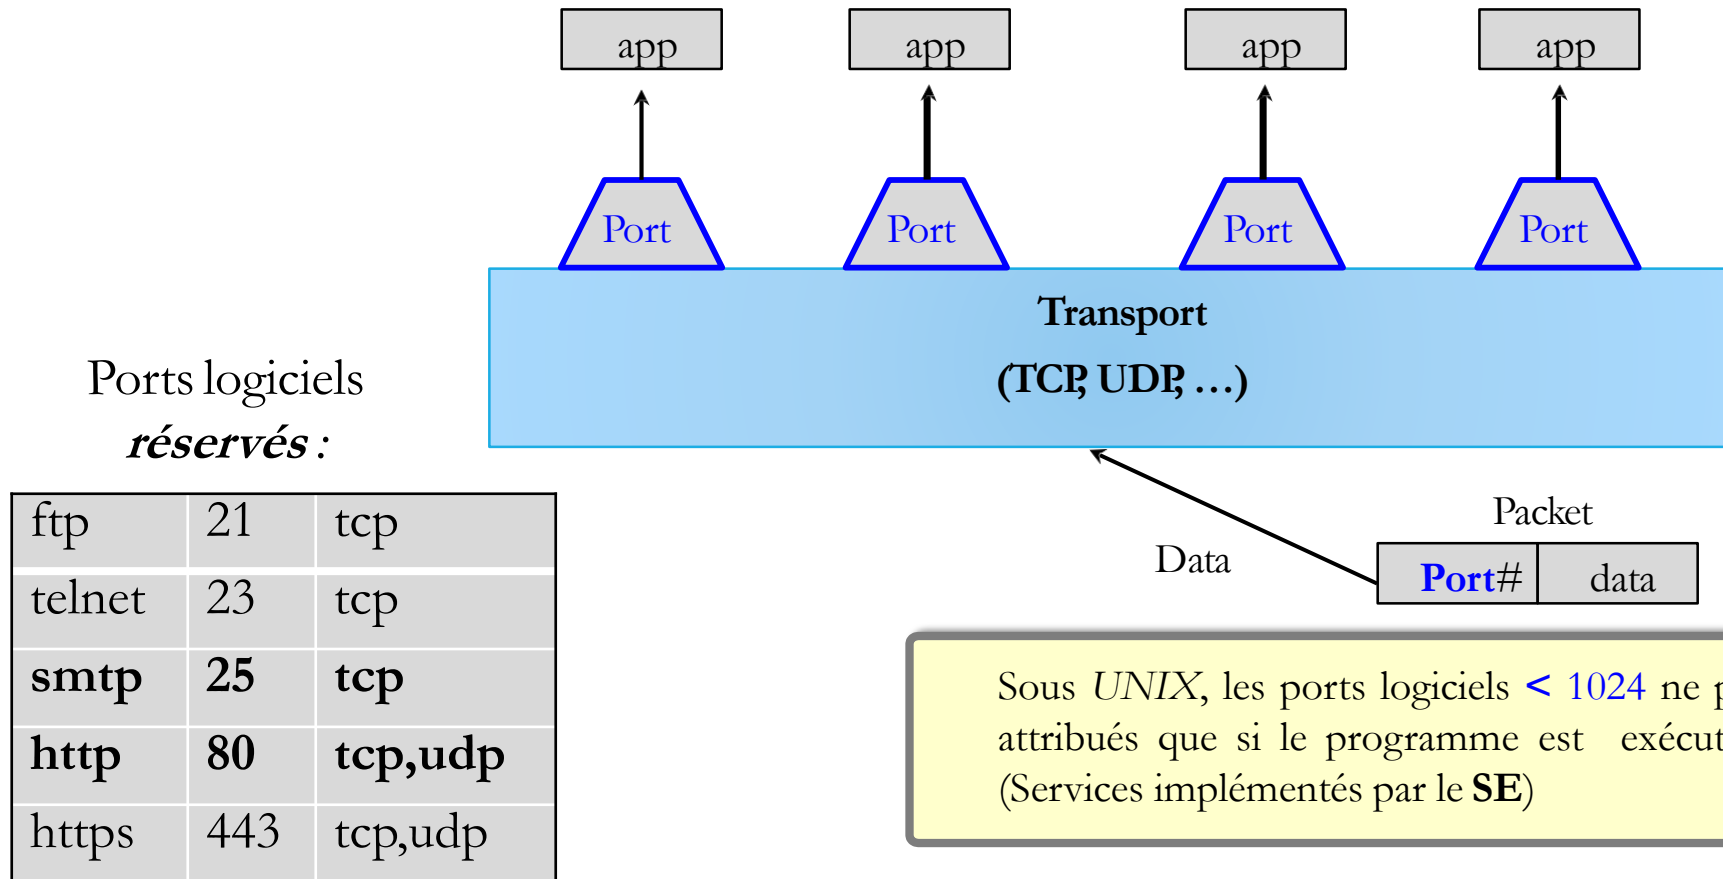 app app app app
Port Port Port Port
Transport
(TCP, UDP, …)
Ports logiciels
réservés :
ftp 21 tcp
telnet 23 tcp
smtp 25 tcp
http 80 tcp,udp
https 443 tcp,udp
Packet
Data
Port# data
Sous UNIX, les ports logiciels < 1024 ne
attribués que si le programme est
(Services implémentés par le SE)